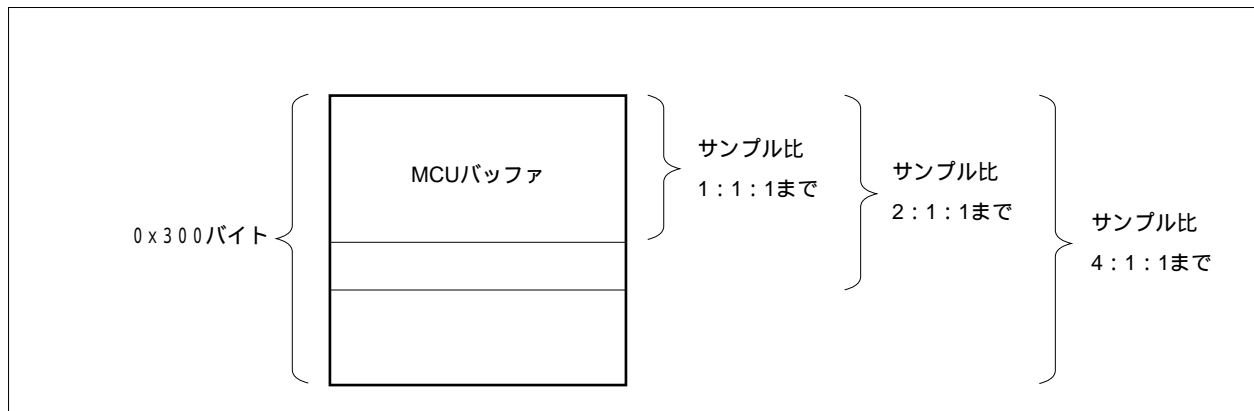 サンプル比
MCUバッファ
1：1：1まで
サンプル比
2：1：1まで
0x300バイト
サンプル比
4：1：1まで